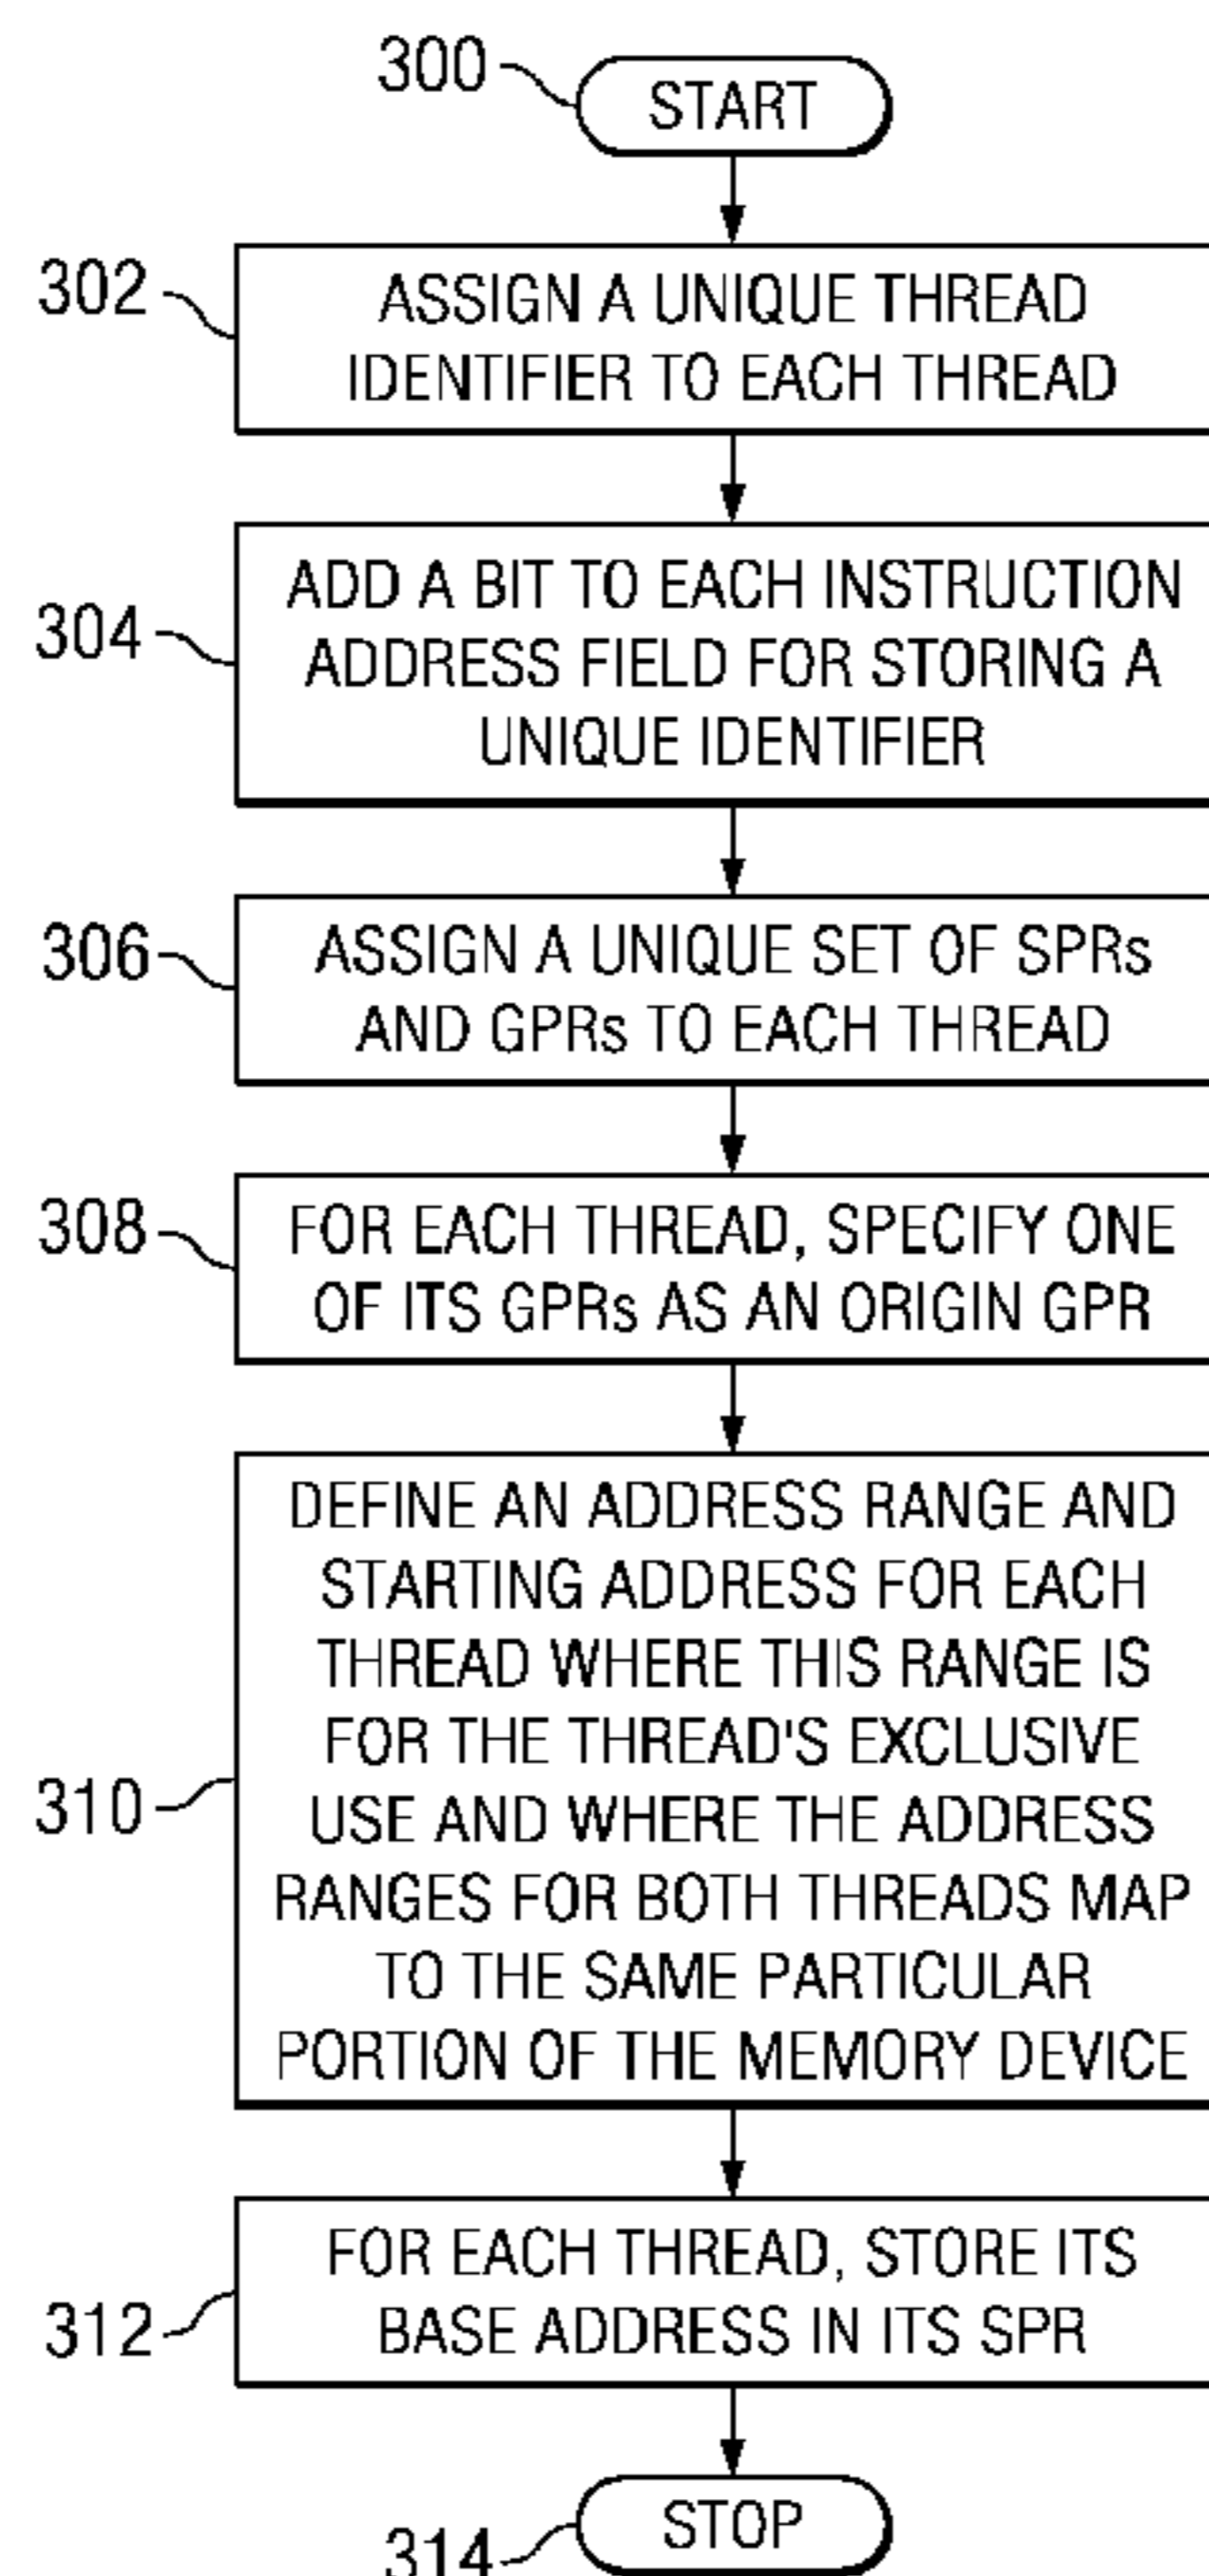 300
START
302
ASSIGN A UNIQUE THREAD
IDENTIFIER TO EACH THREAD
304
ADD A BIT TO EACH INSTRUCTION
ADDRESS FIELD FOR STORING A
UNIQUE IDENTIFIER
306
ASSIGN A UNIQUE SET OF SPRs
AND GPRs TO EACH THREAD
308
FOR EACH THREAD, SPECIFY ONE
OF ITS GPRs AS AN ORIGIN GPR
310
DEFINE AN ADDRESS RANGE AND
STARTING ADDRESS FOR EACH
THREAD WHERE THIS RANGE IS
FOR THE THREAD'S EXCLUSIVE
USE AND WHERE THE ADDRESS
RANGES FOR BOTH THREADS MAP
TO THE SAME PARTICULAR
PORTION OF THE MEMORY DEVICE
312
FOR EACH THREAD, STORE ITS
BASE ADDRESS IN ITS SPR
314
STOP